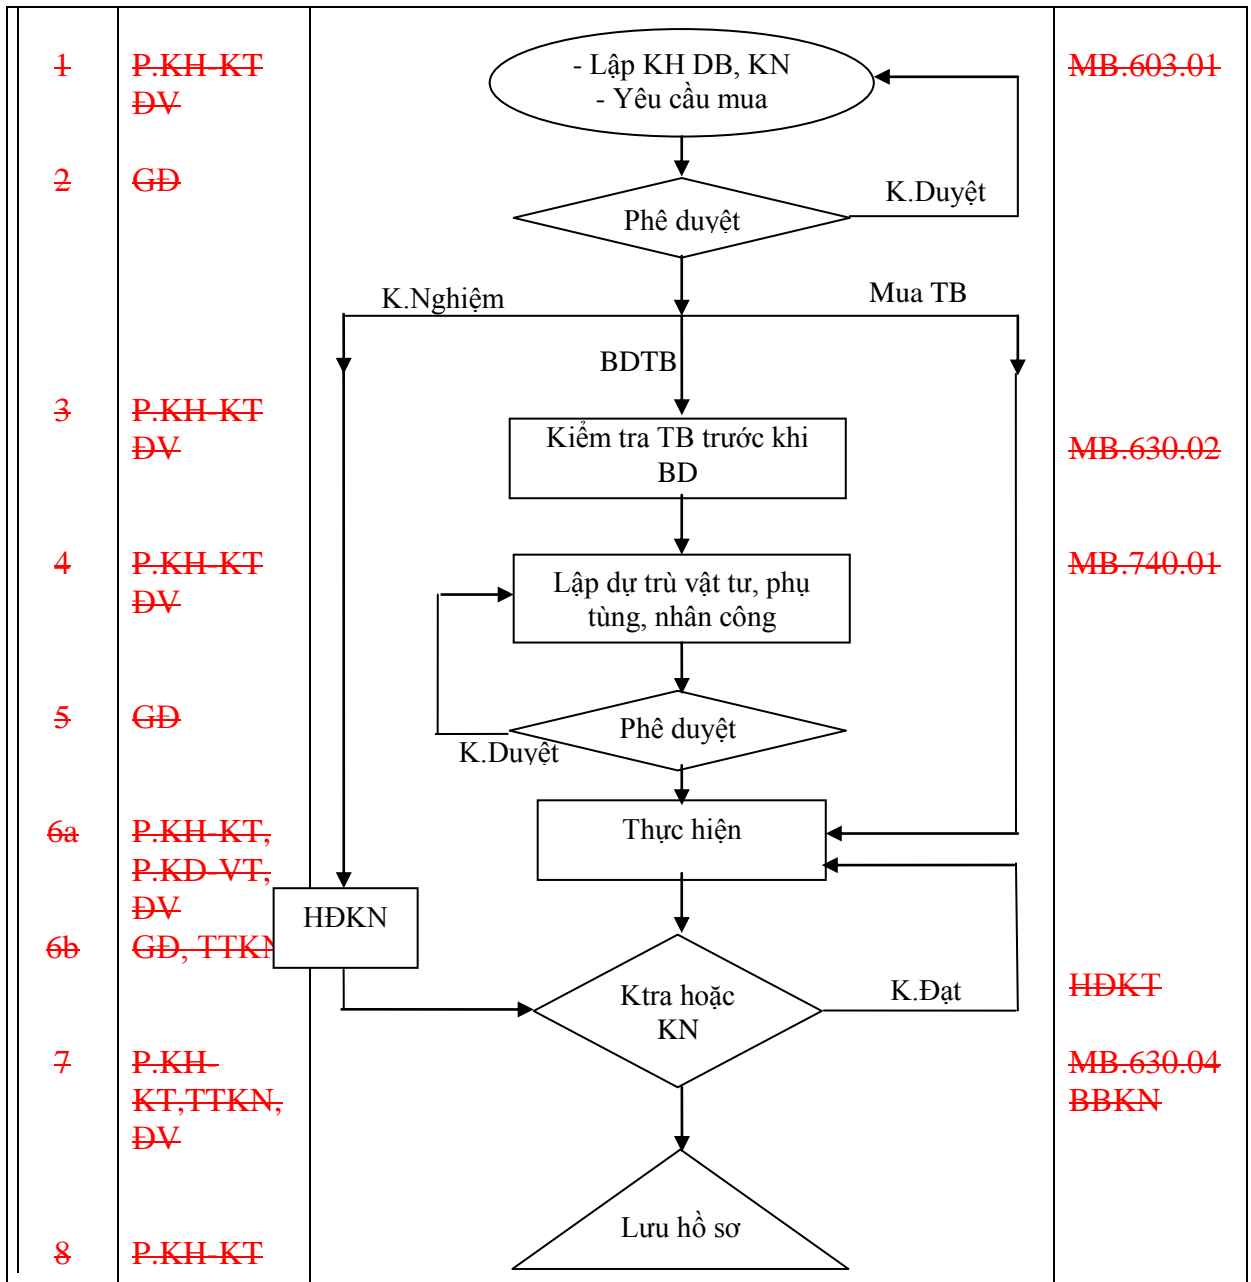 1
P.KH-KT
ĐV
- Lập KH DB, KN
- Yêu cầu mua
MB.603.01
2
GĐ
K.Duyệt
Phê duyệt
K.Nghiệm
Mua TB
BDTB
3
P.KH-KT
ĐV
Kiểm tra TB trước khi
BD
MB.630.02
4
P.KH-KT
ĐV
Lập dự trù vật tư, phụ
tùng, nhân công
MB.740.01
5
GĐ
Phê duyệt
K.Duyệt
6a
P.KH-KT,
P.KD-VT,
ĐV
Thực hiện
HĐKN
6b
GĐ, TTKN
Ktra hoặc
KN
K.Đạt
HĐKT
7
P.KH-
KT,TTKN,
ĐV
MB.630.04
BBKN
Lưu hồ sơ
8
P.KH-KT